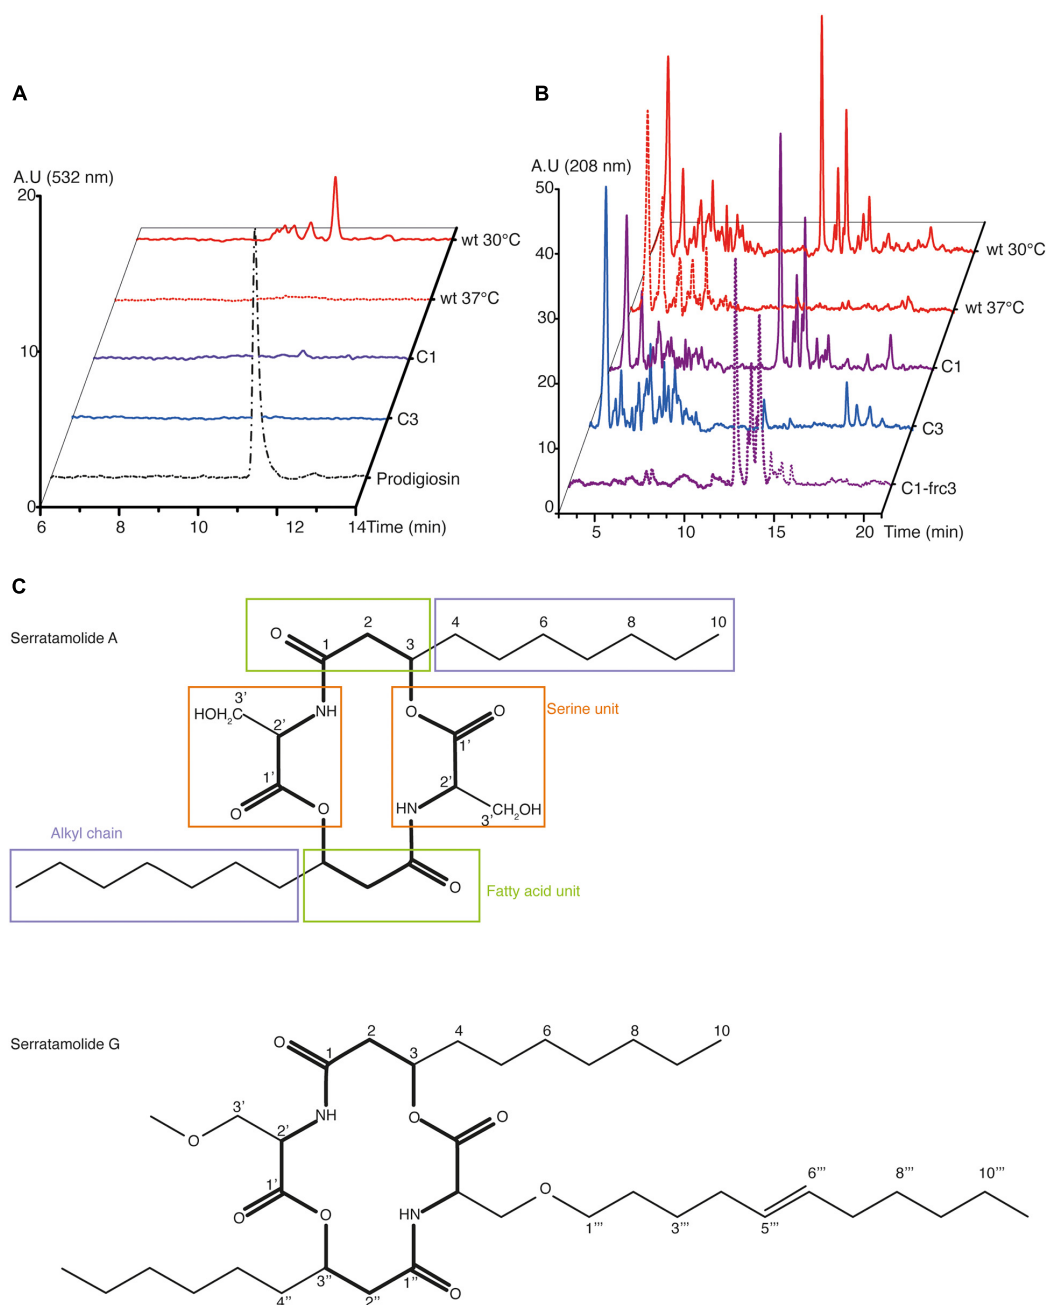 A
B
A.U (532 nm)
20
10
0
6 8 10 12 14 Time (min)
wt 30°C
wt 37°C
C1
C3
Prodigiosin
A.U (208 nm)
50
40
30
20
10
0
5 10 15 20 Time (min)
wt 30°C
wt 37°C
C1
C3
C1-frc3
C
Serratamolide A
O 1 2 3 4 6 8 10
HOH2C 3' 2' NH O O Serine unit
1' 1'
O O HN 2' 3' CH2OH
Alkyl chain
O Fatty acid unit
Serratamolide G
O 1 2 3 4 6 8 10
3' NH O O
O 2'
1' O 6''' 8''' 10'''
O O HN 1''' 3''' 5'''
4'' 3'' 2'' 1'' O